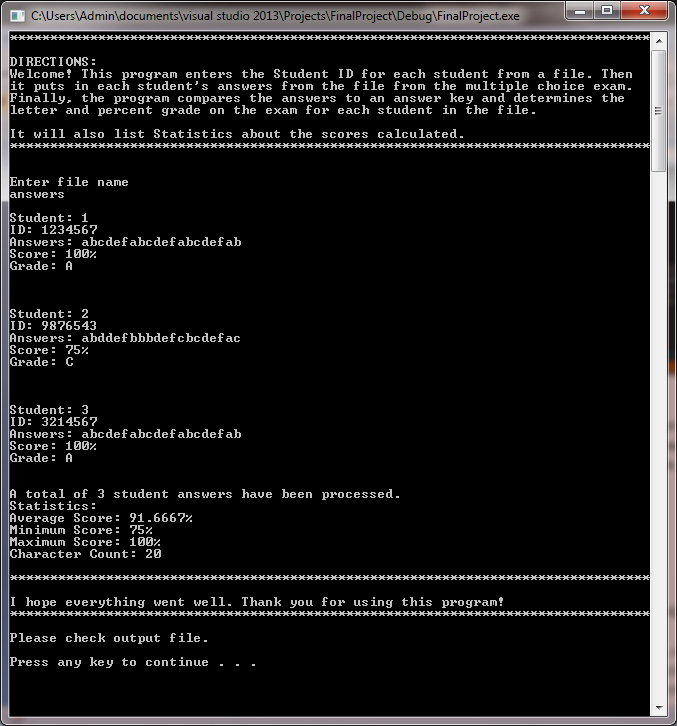 C:\Users\Admin\documents\visual studio 2013\Projects\FinalProject\Debug\FinalProject.exe
********************************************************************************
DIRECTIONS:
Welcome! This program enters the Student ID for each student from a file. Then
it puts in each student's answers from the file from the multiple choice exam.
Finally, the program compares the answers to an answer key and determines the
letter and percent grade on the exam for each student in the file.
It will also list Statistics about the scores calculated.
********************************************************************************
Enter file name
answers
Student: 1
ID: 1234567
Answers: abcdefabcdefabcdefab
Score: 100%
Grade: A
Student: 2
ID: 9876543
Answers: abddefbbbdefcbcdefac
Score: 75%
Grade: C
Student: 3
ID: 3214567
Answers: abcdefabcdefabcdefab
Score: 100%
Grade: A
A total of 3 student answers have been processed.
Statistics:
Average Score: 91.6667%
Minimum Score: 75%
Maximum Score: 100%
Character Count: 20
********************************************************************************
I hope everything went well. Thank you for using this program!
********************************************************************************
Please check output file.
Press any key to continue . . .